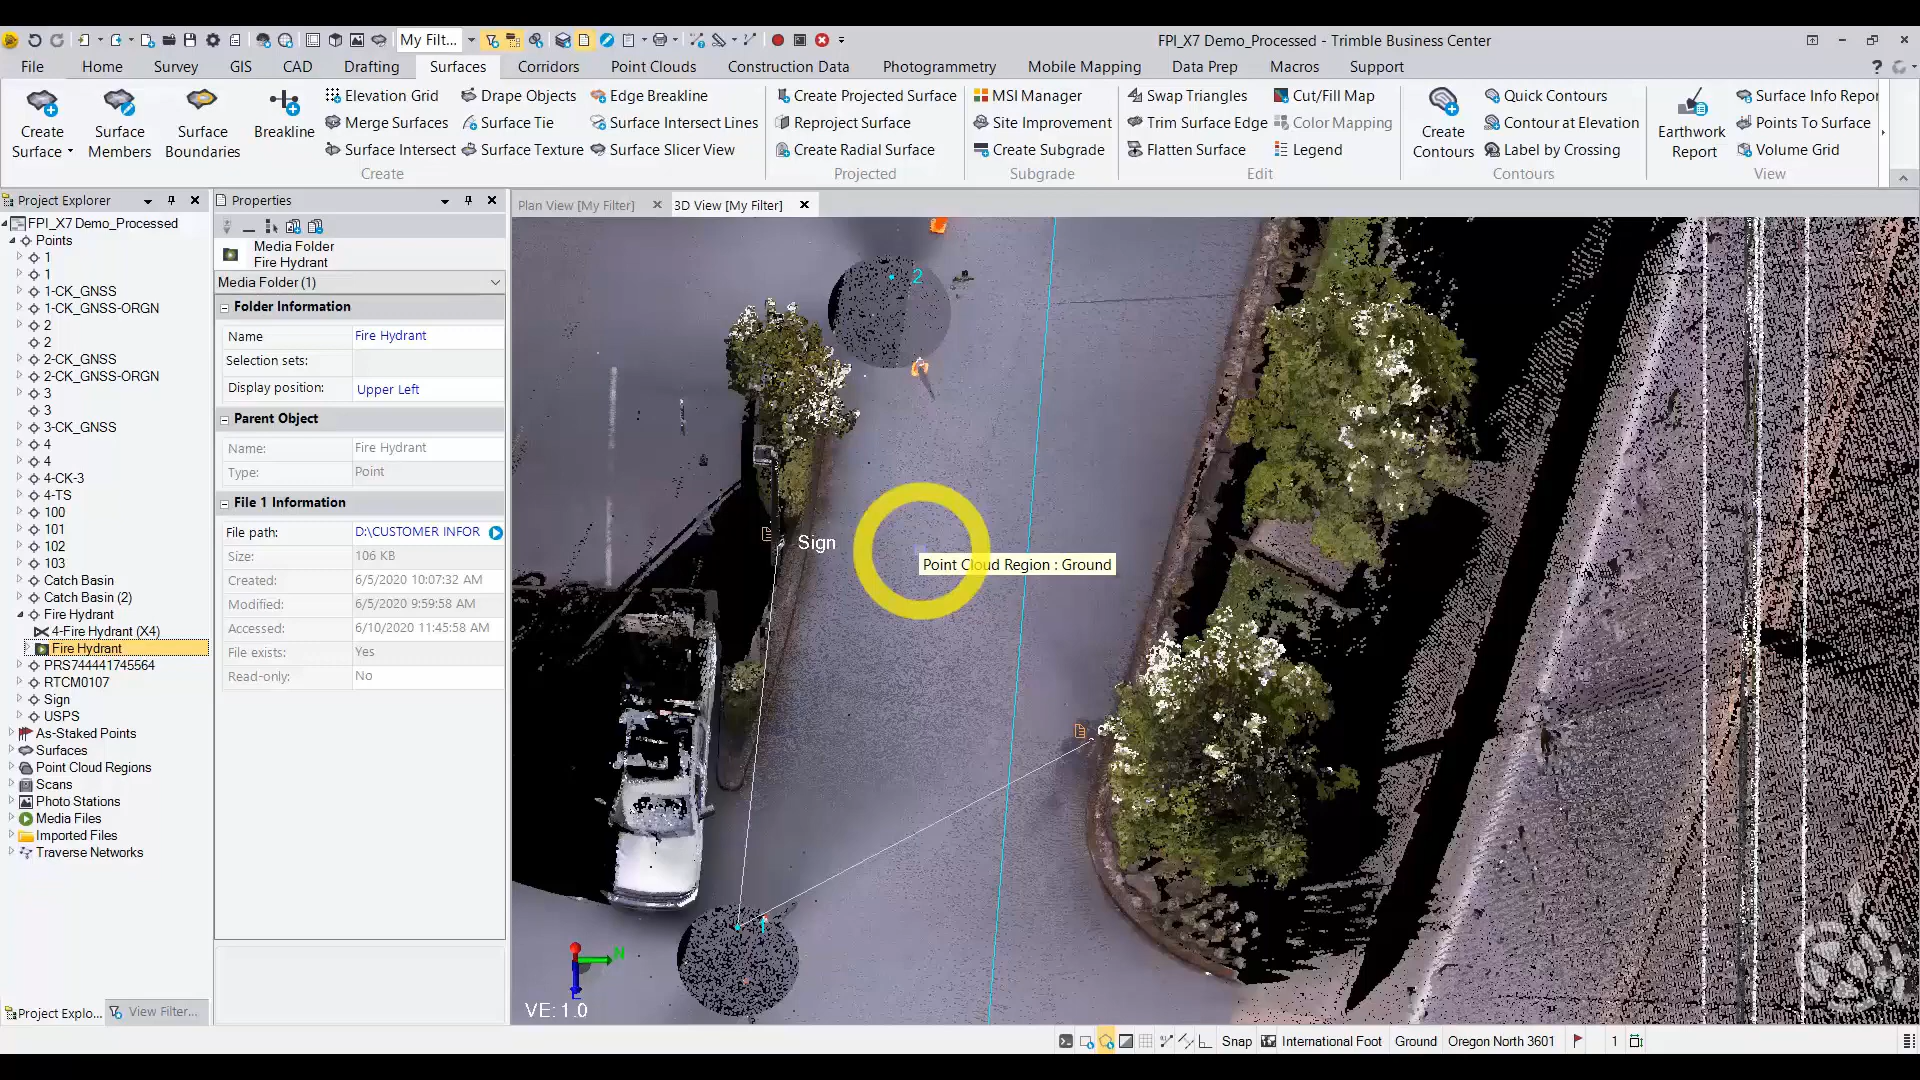 My Filt...
FPI_X7 Demo_Processed - Trimble Business Center
File Home Survey GIS CAD Drafting Surfaces Corridors Point Clouds Construction Data Photogrammetry Mobile Mapping Data Prep Macros Support
Create Surface
Surface Members
Surface Boundaries
Breakline
Elevation Grid
Merge Surfaces
Surface Intersect
Drape Objects
Surface Tie
Surface Texture
Edge Breakline
Surface Intersect Lines
Surface Slicer View
Create
Create Projected Surface
Reproject Surface
Create Radial Surface
Projected
MSI Manager
Site Improvement
Create Subgrade
Subgrade
Swap Triangles
Trim Surface Edge
Flatten Surface
Cut/Fill Map
Color Mapping
Legend
Edit
Create Contours
Quick Contours
Contour at Elevation
Label by Crossing
Contours
Earthwork Report
Surface Info Repor
Points To Surface
Volume Grid
View
Project Explorer
FPI_X7 Demo_Processed
Points
1
1
1-CK_GNSS
1-CK_GNSS-ORGN
2
2
2-CK_GNSS
2-CK_GNSS-ORGN
3
3
3-CK_GNSS
4
4
4-CK-3
4-TS
100
101
102
103
Catch Basin
Catch Basin (2)
Fire Hydrant
4-Fire Hydrant (X4)
Fire Hydrant
PRS744441745564
RTCM0107
Sign
USPS
As-Staked Points
Surfaces
Point Cloud Regions
Scans
Photo Stations
Media Files
Imported Files
Traverse Networks
Project Explo...
View Filter...
Properties
Media Folder
Fire Hydrant
Media Folder (1)
Folder Information
Name Fire Hydrant
Selection sets:
Display position: Upper Left
Parent Object
Name: Fire Hydrant
Type: Point
File 1 Information
File path: D:\CUSTOMER INFOR
Size: 106 KB
Created: 6/5/2020 10:07:32 AM
Modified: 6/5/2020 9:59:58 AM
Accessed: 6/10/2020 11:45:58 AM
File exists: Yes
Read-only: No
Plan View [My Filter]
3D View [My Filter]
2
Sign
Point Cloud Region : Ground
1
N
E
VE: 1.0
Snap International Foot Ground Oregon North 3601 1